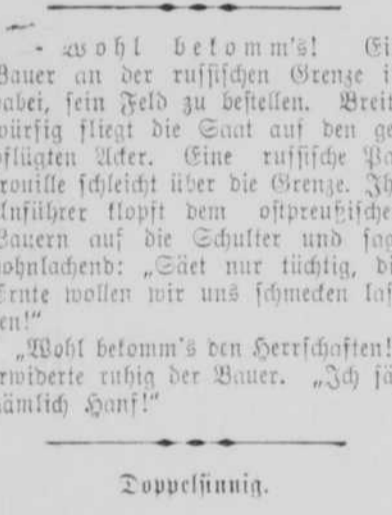 - Wohl bekomm's! Ei
Bauer an der russischen Grenze i
dabei, sein Feld zu bestellen. Breit
würfig fliegt die Saat auf den ge
pflügten Acker. Eine russische Pa
trouille schleicht über die Grenze. Ih
Anführer klopft dem ostpreußische
Bauern auf die Schulter und sag
hohnlachend: „Säet nur tüchtig, di
Ernte wollen wir uns schmecken las
sen!“
„Wohl bekomm's den Herrschaften!
erwiderte ruhig der Bauer. „Ich sä
nämlich Hanf!“
Doppelsinnig.